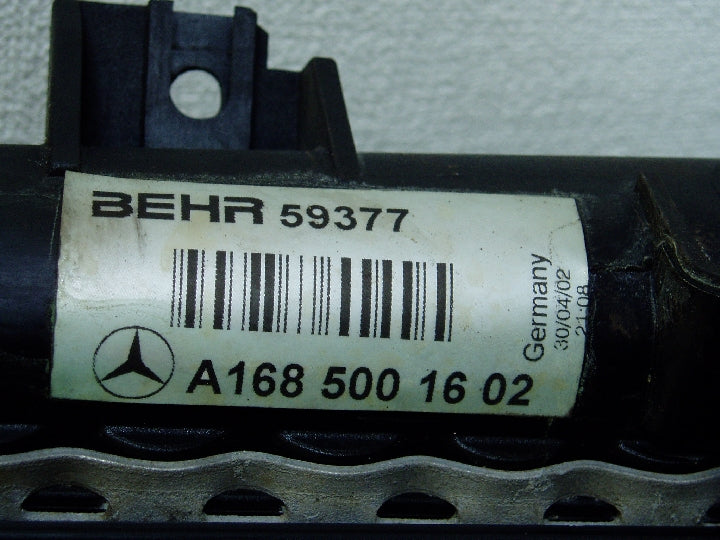 BEHR 59377
A168 500 16 02
Germany
30/04/02
21:08